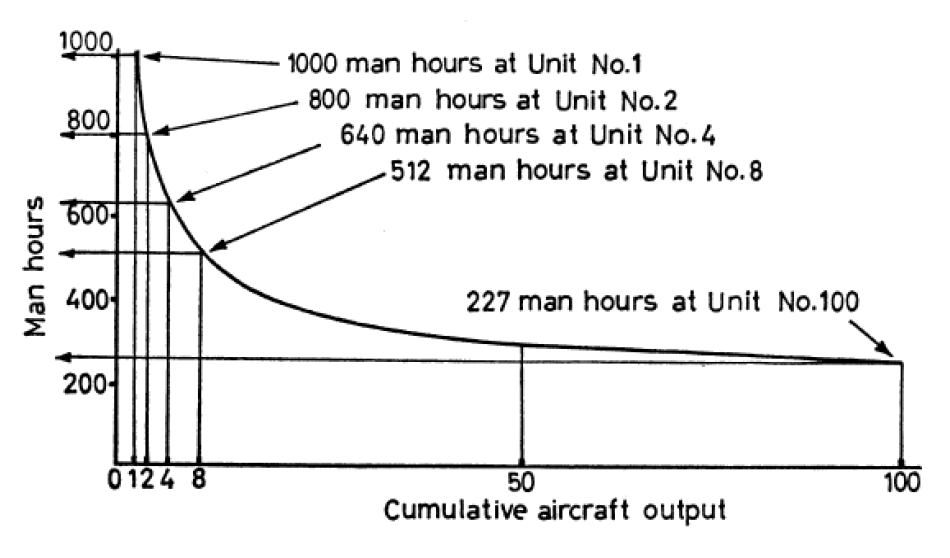 1000
1000 man hours at Unit No.1
800 man hours at Unit No.2
800
640 man hours at Unit No.4
512 man hours at Unit No.8
600
Man hours
400
227 man hours at Unit No.100
200
0 1 2 4 8 50 100
Cumulative aircraft output